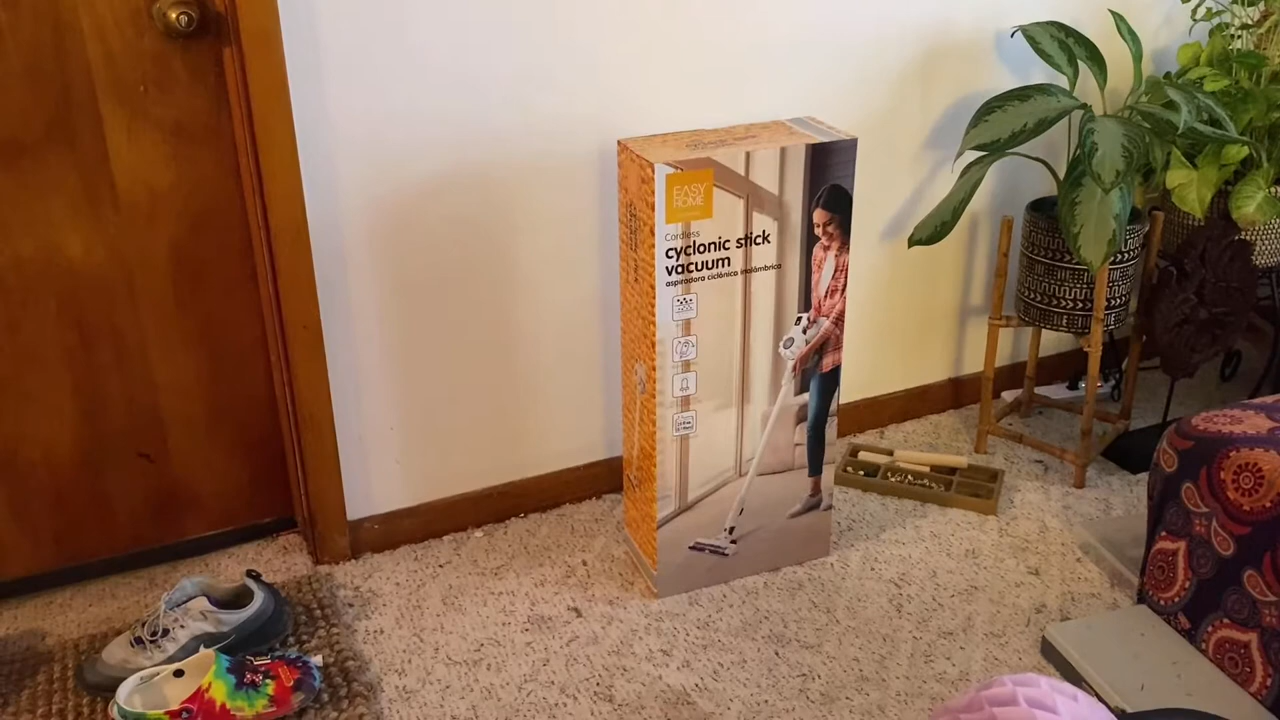 EASY
HOME
Cordless
cyclonic stick
vacuum
aspiradora ciclónica inalámbrica